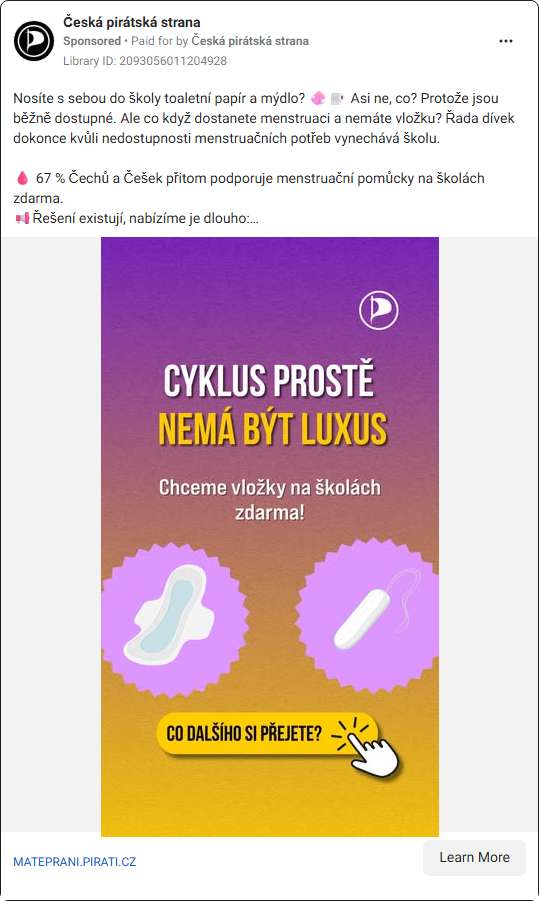 Česká pirátská strana
Sponsored • Paid for by Česká pirátská strana
Library ID: 2093056011204928
Nosíte s sebou do školy toaletní papír a mýdlo? 🧼 🧻 Asi ne, co? Protože jsou
běžně dostupné. Ale co když dostanete menstruaci a nemáte vložku? Řada dívek
dokonce kvůli nedostupnosti menstruačních potřeb vynechává školu.
🩸 67 % Čechů a Češek přitom podporuje menstruační pomůcky na školách
zdarma.
📢 Řešení existují, nabízíme je dlouho:...
CYKLUS PROSTĚ
NEMÁ BÝT LUXUS
Chceme vložky na školách
zdarma!
CO DALŠÍHO SI PŘEJETE?
MATEPRANI.PIRATI.CZ
Learn More